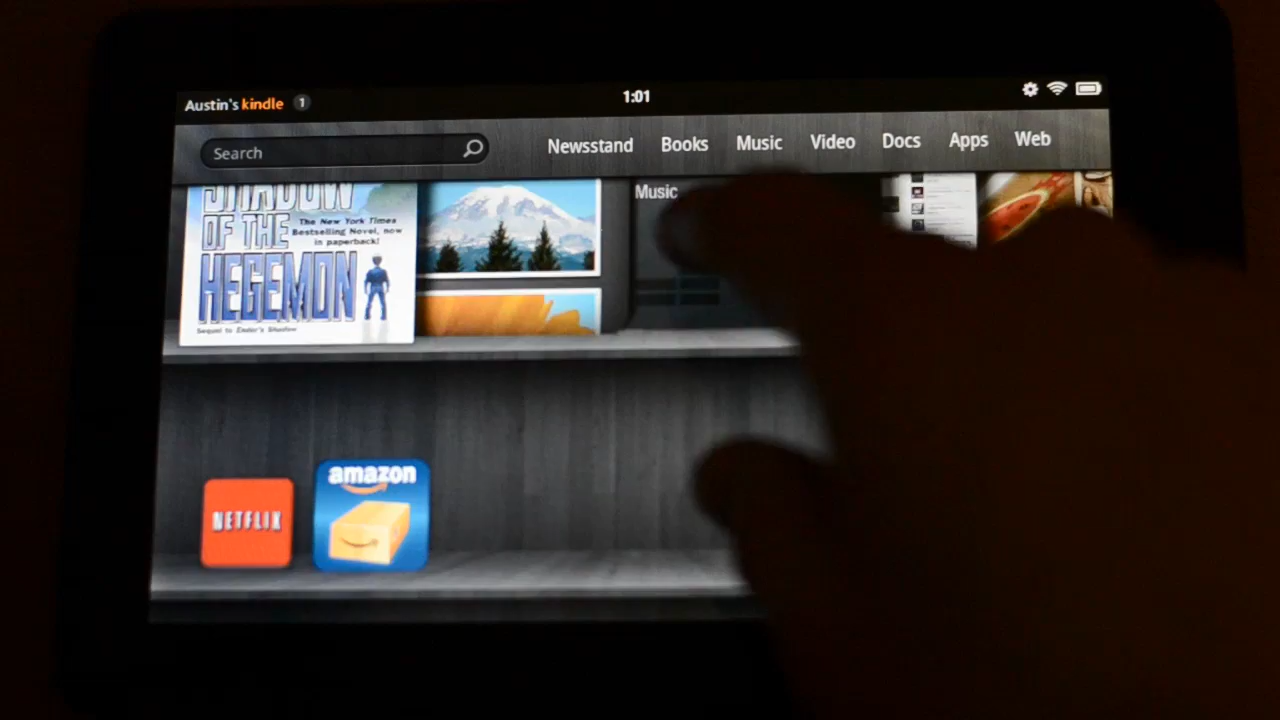 Austin's kindle 1
1:01
Search
Newsstand Books Music Video Docs Apps Web
SHADOW
OF THE
HEGEMON
The New York Times
Bestselling Novel, now
in paperback!
Sequel to Ender's Shadow
Music
NETFLIX
amazon